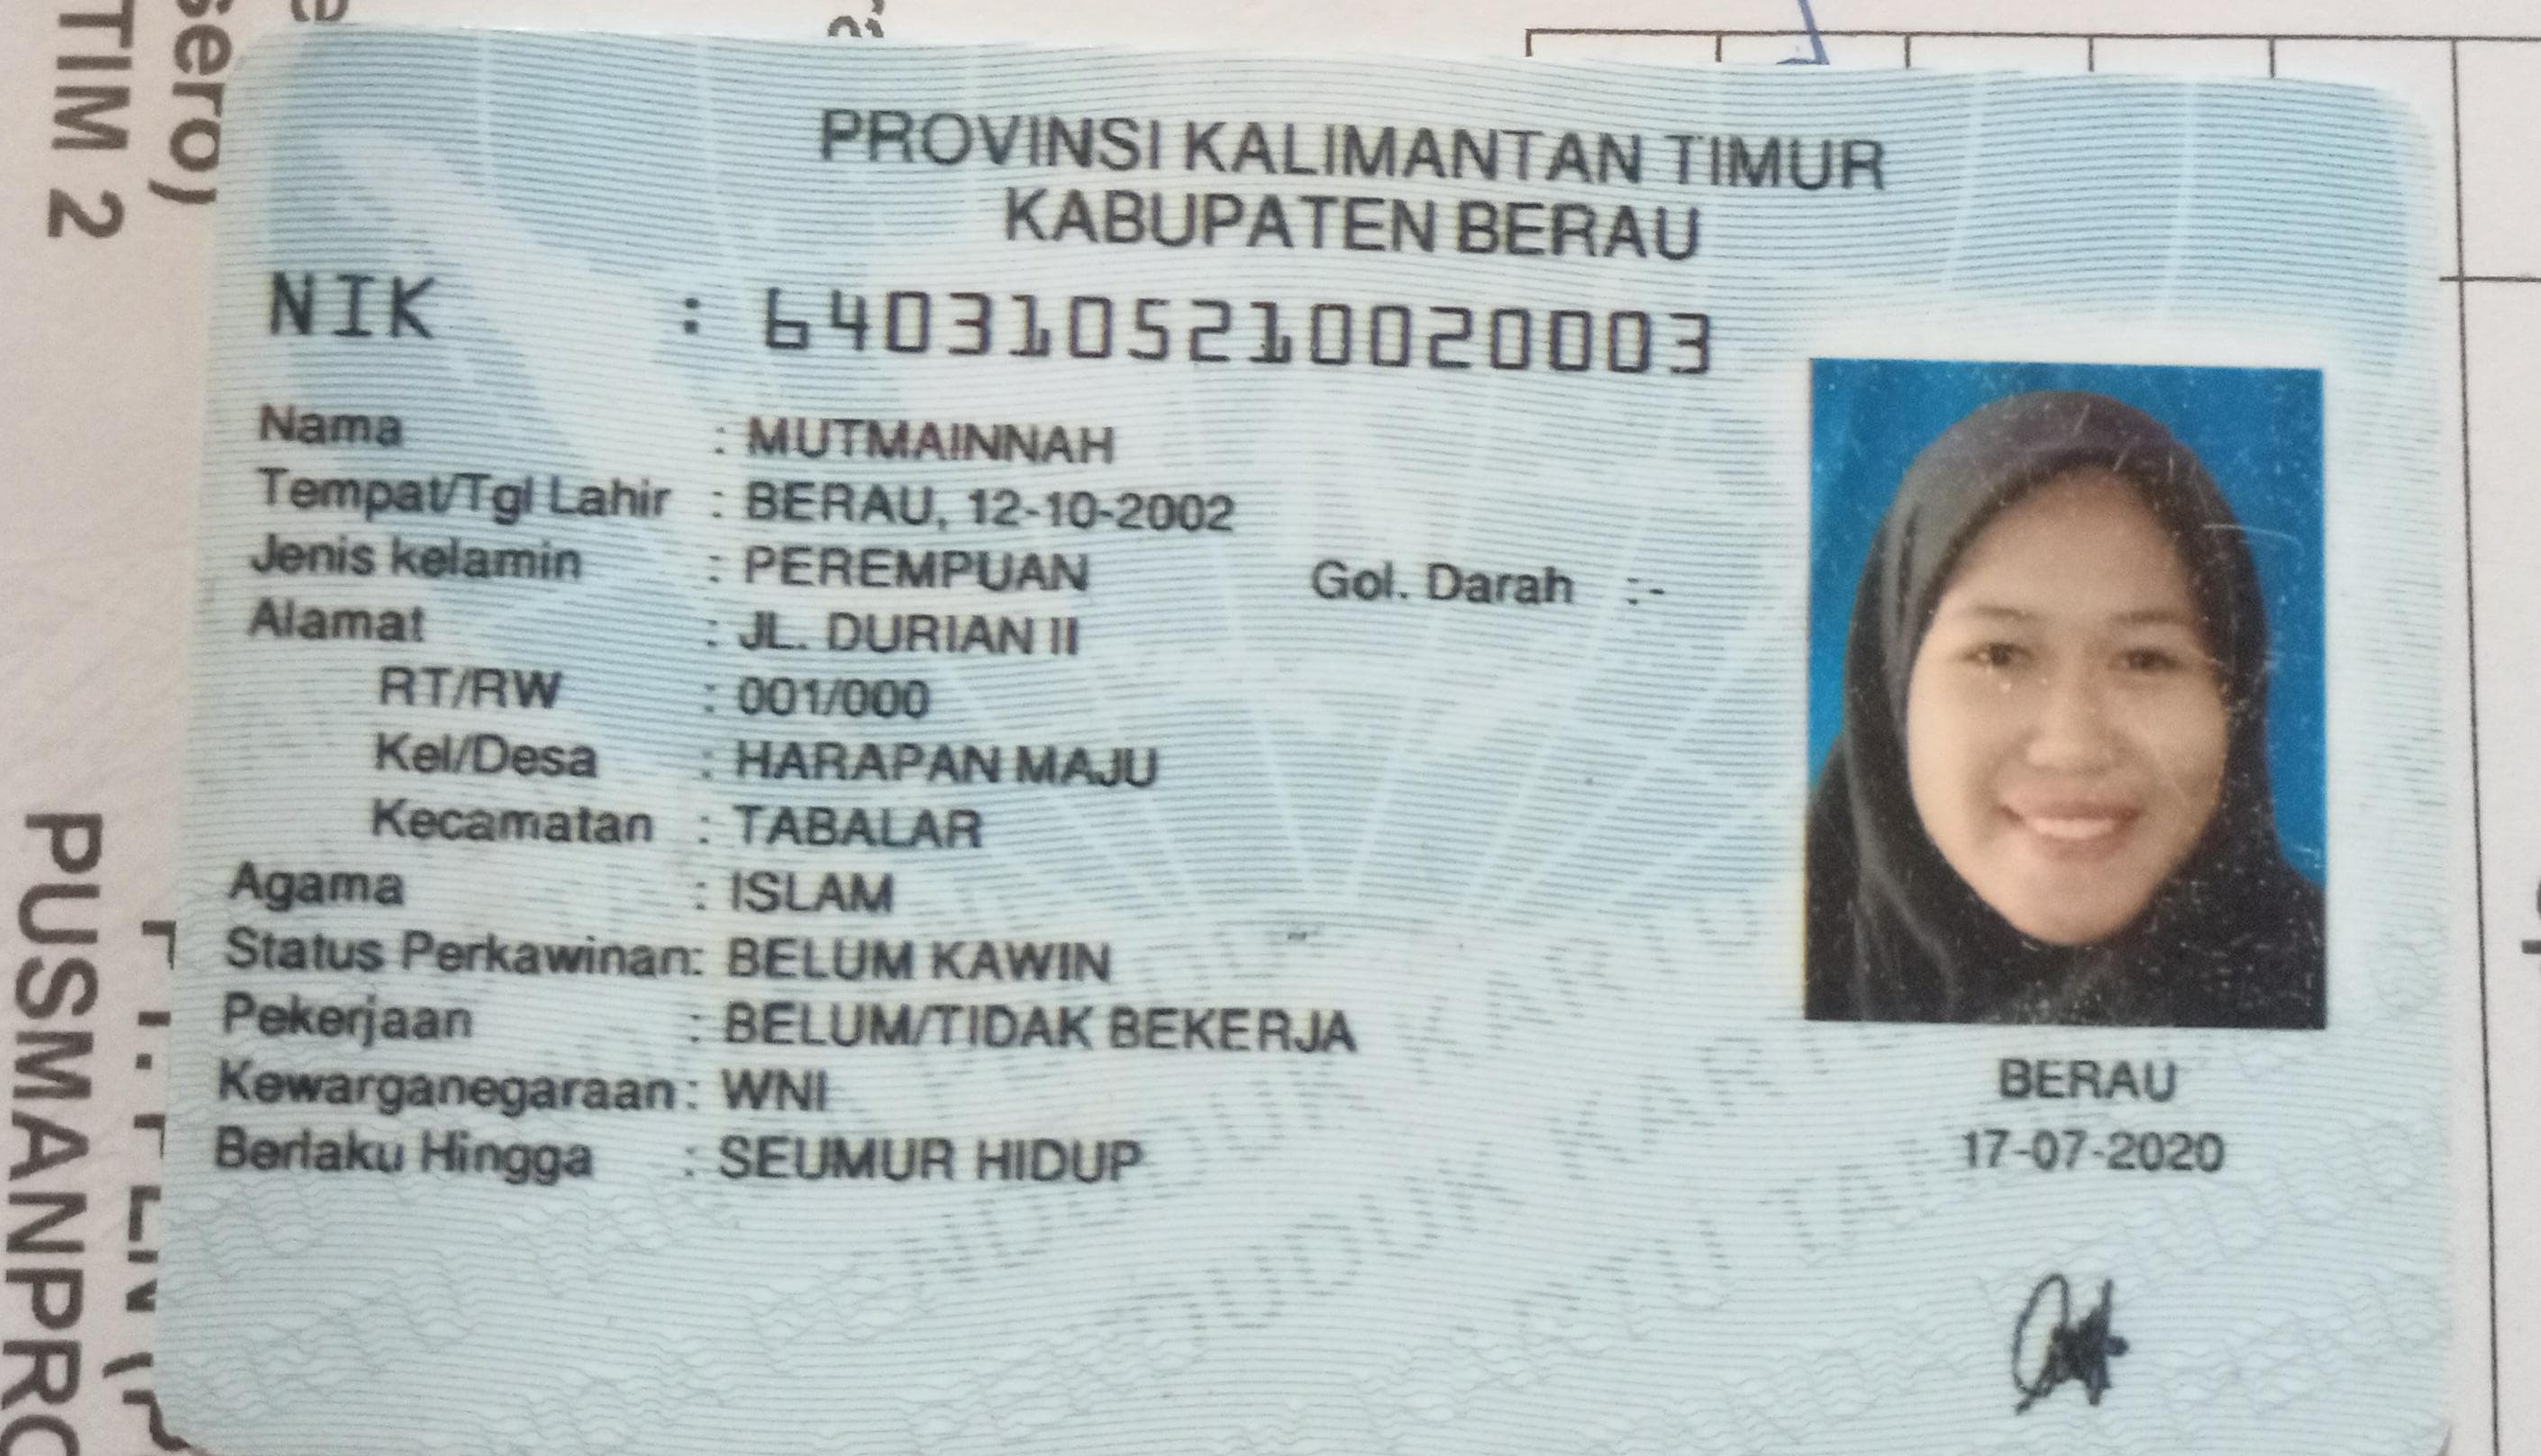 PROVINSI KALIMANTAN TIMUR
KABUPATEN BERAU
NIK : 6403105210020003
Nama : MUTMAINNAH
Tempat/Tgl Lahir : BERAU, 12-10-2002
Jenis kelamin : PEREMPUAN Gol. Darah :-
Alamat : JL. DURIAN II
RT/RW : 001/000
Kel/Desa : HARAPAN MAJU
Kecamatan : TABALAR
Agama : ISLAM
Status Perkawinan: BELUM KAWIN
Pekerjaan : BELUM/TIDAK BEKERJA
Kewarganegaraan: WNI
Berlaku Hingga : SEUMUR HIDUP
BERAU
17-07-2020
TIM 2
sero)
PUSMANPRO